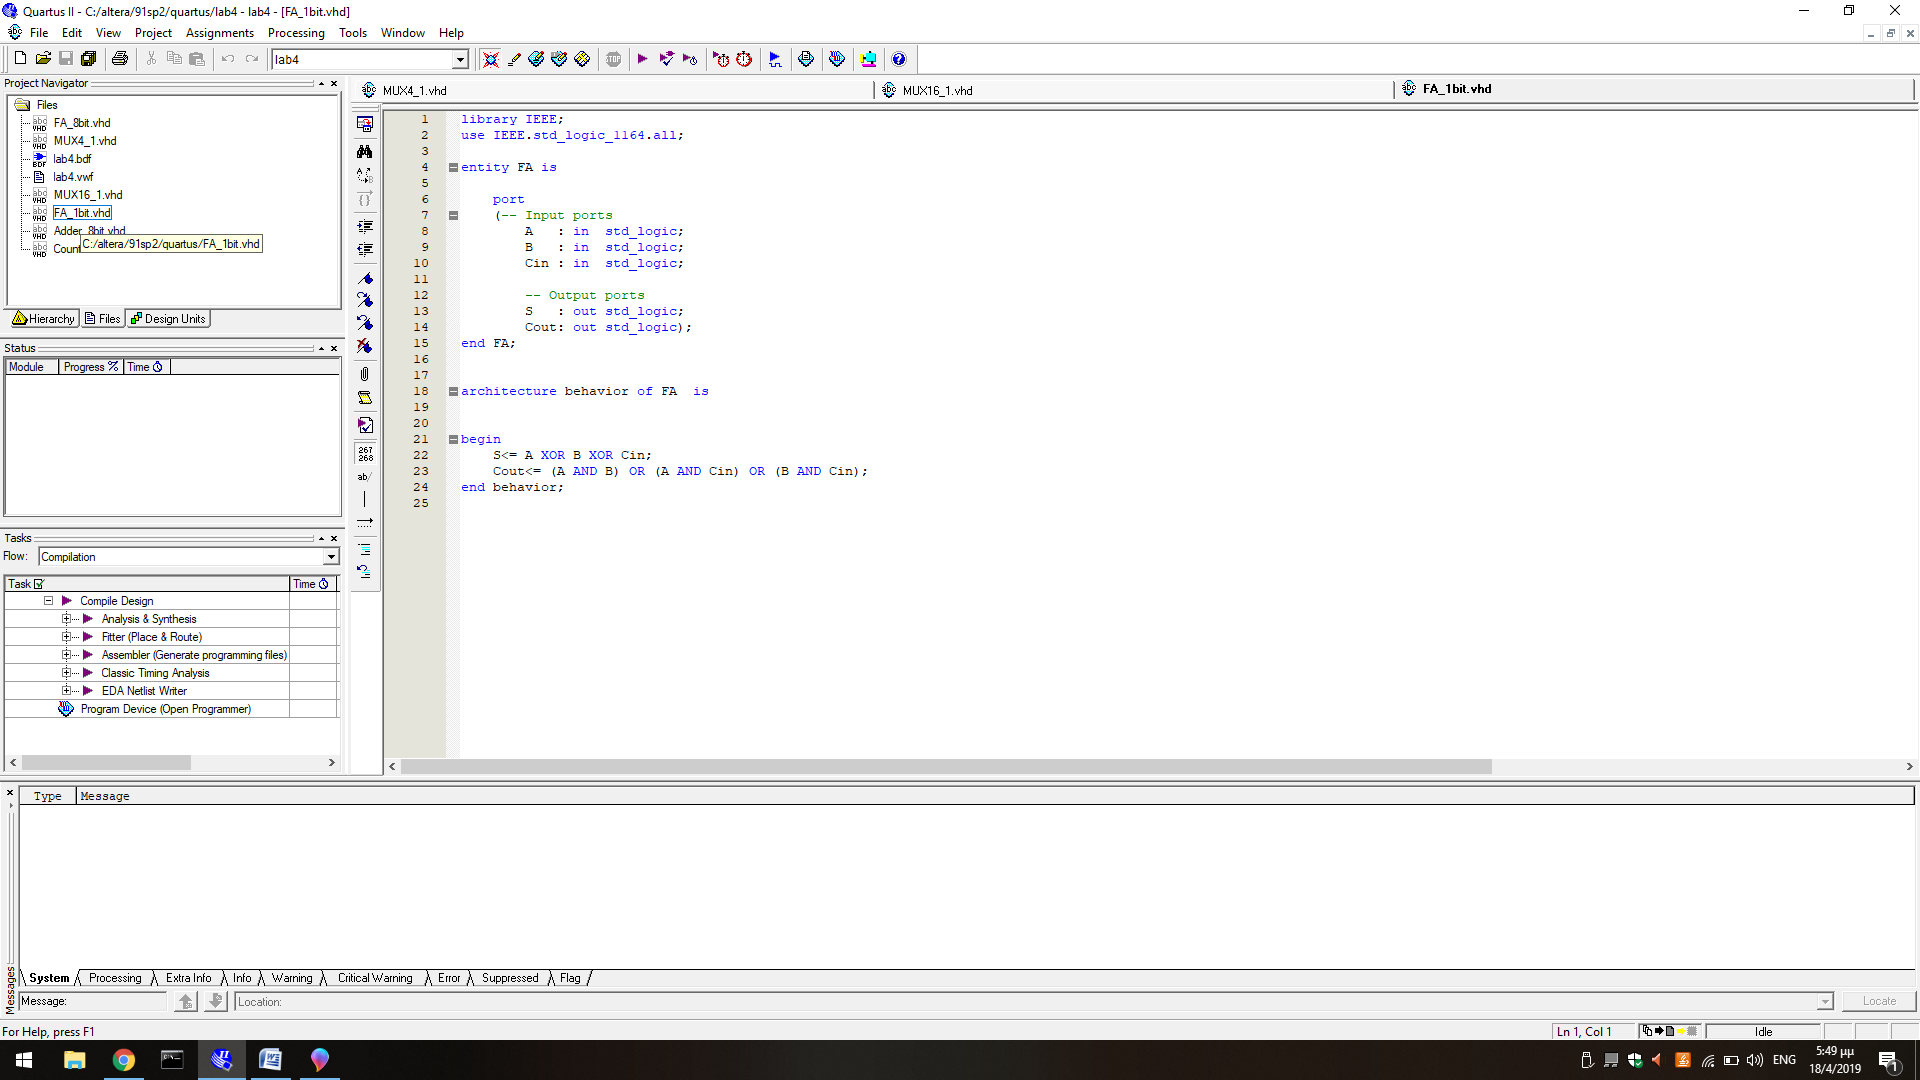 Quartus II - C:/altera/91sp2/quartus/lab4 - lab4 - [FA_1bit.vhd]
File Edit View Project Assignments Processing Tools Window Help
lab4
Project Navigator
Files
FA_8bit.vhd
MUX4_1.vhd
lab4.bdf
lab4.vwf
MUX16_1.vhd
FA_1bit.vhd
Adder_8bit.vhd
Count
C:/altera/91sp2/quartus/FA_1bit.vhd
Hierarchy Files Design Units
Status
Module Progress % Time
Tasks
Flow: Compilation
Task Time
Compile Design
Analysis & Synthesis
Fitter (Place & Route)
Assembler (Generate programming files)
Classic Timing Analysis
EDA Netlist Writer
Program Device (Open Programmer)
MUX4_1.vhd MUX16_1.vhd FA_1bit.vhd
1 library IEEE;
2 use IEEE.std_logic_1164.all;
3
4 entity FA is
5
6 port
7 (-- Input ports
8 A : in std_logic;
9 B : in std_logic;
10 Cin : in std_logic;
11
12 -- Output ports
13 S : out std_logic;
14 Cout: out std_logic);
15 end FA;
16
17
18 architecture behavior of FA is
19
20
21 begin
22 S<= A XOR B XOR Cin;
23 Cout<= (A AND B) OR (A AND Cin) OR (B AND Cin);
24 end behavior;
25
Type Message
System Processing Extra Info Info Warning Critical Warning Error Suppressed Flag
Messages
Message: Location: Locate
For Help, press F1
Ln 1, Col 1 Idle
ENG
5:49 μμ
18/4/2019
1